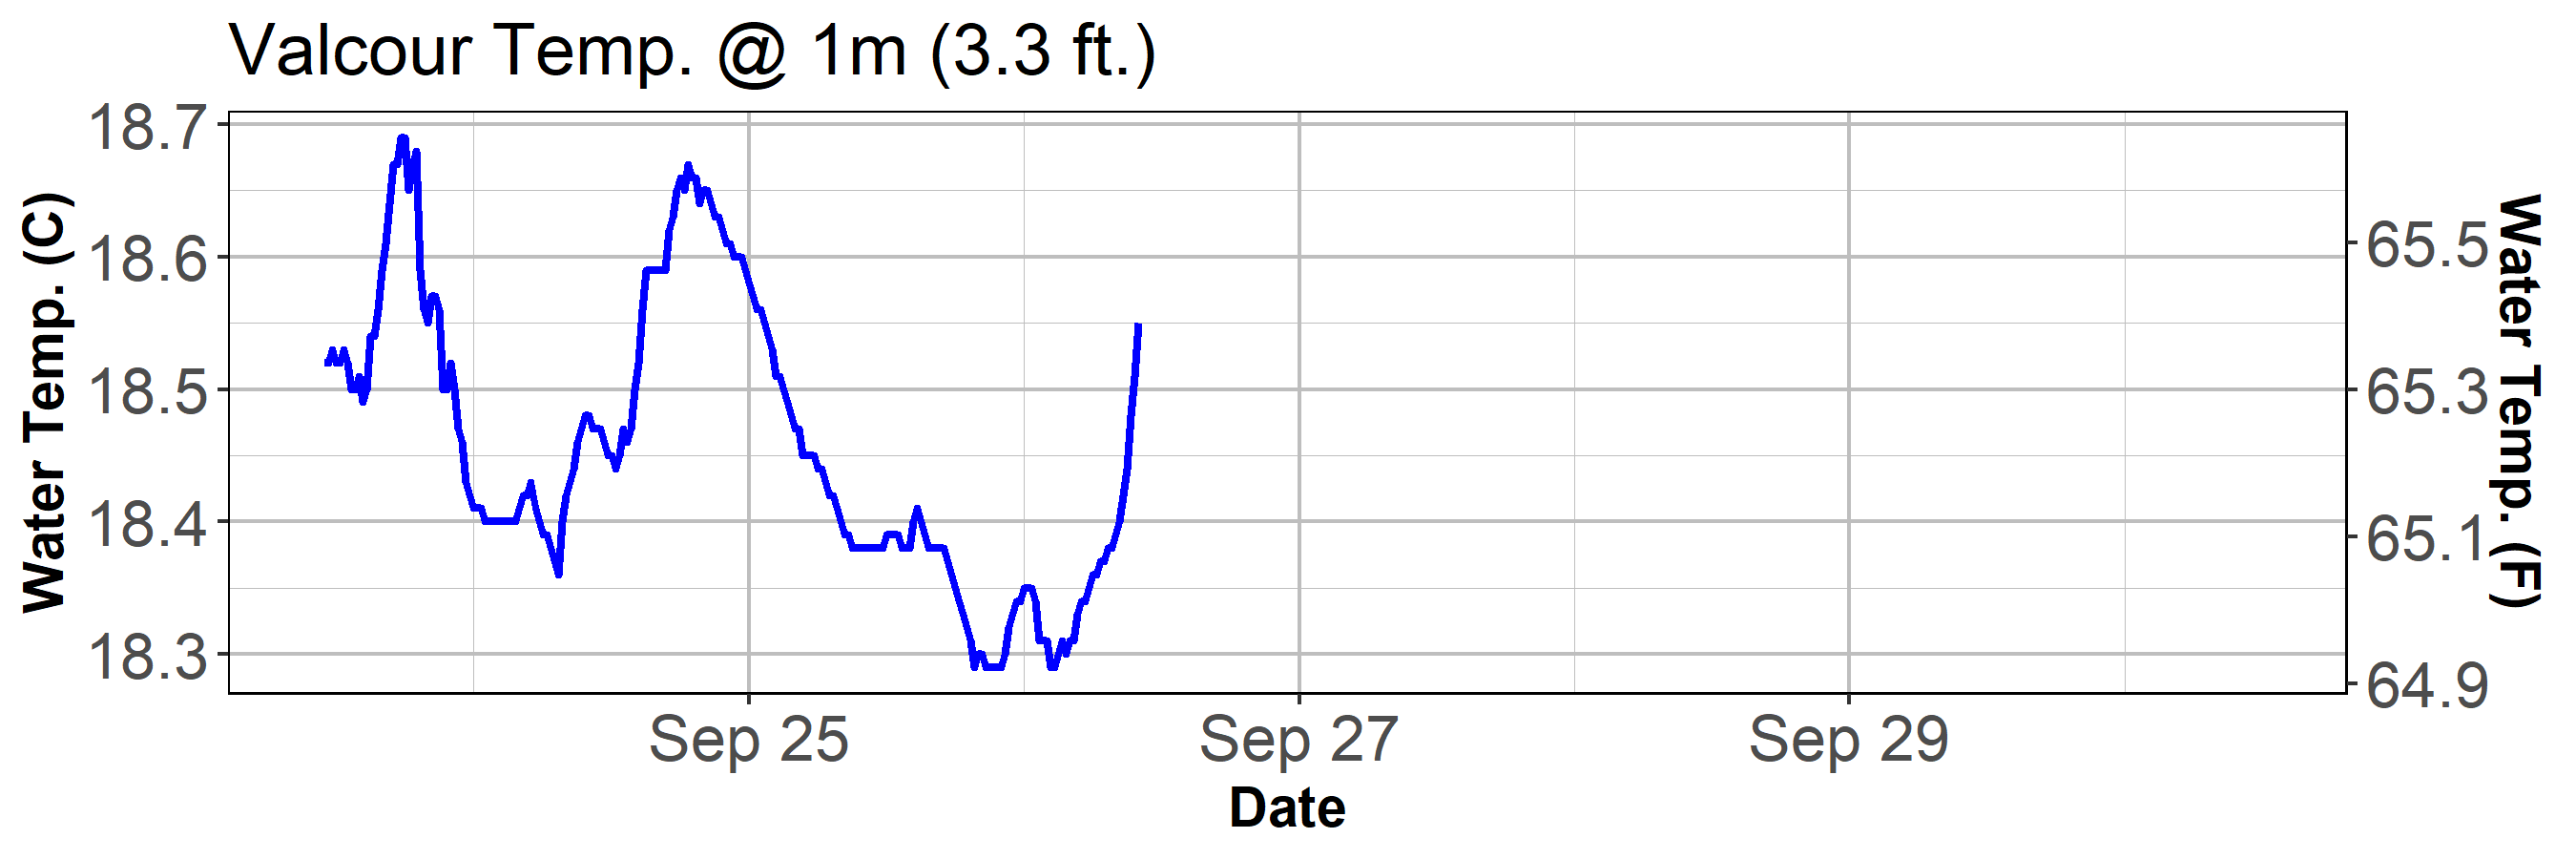 Valcour Temp. @ 1m (3.3 ft.)
Water Temp. (C)
18.7
18.6
18.5
18.4
18.3
65.5
65.3
65.1
64.9
Water Temp. (F)
Sep 25
Sep 27
Sep 29
Date